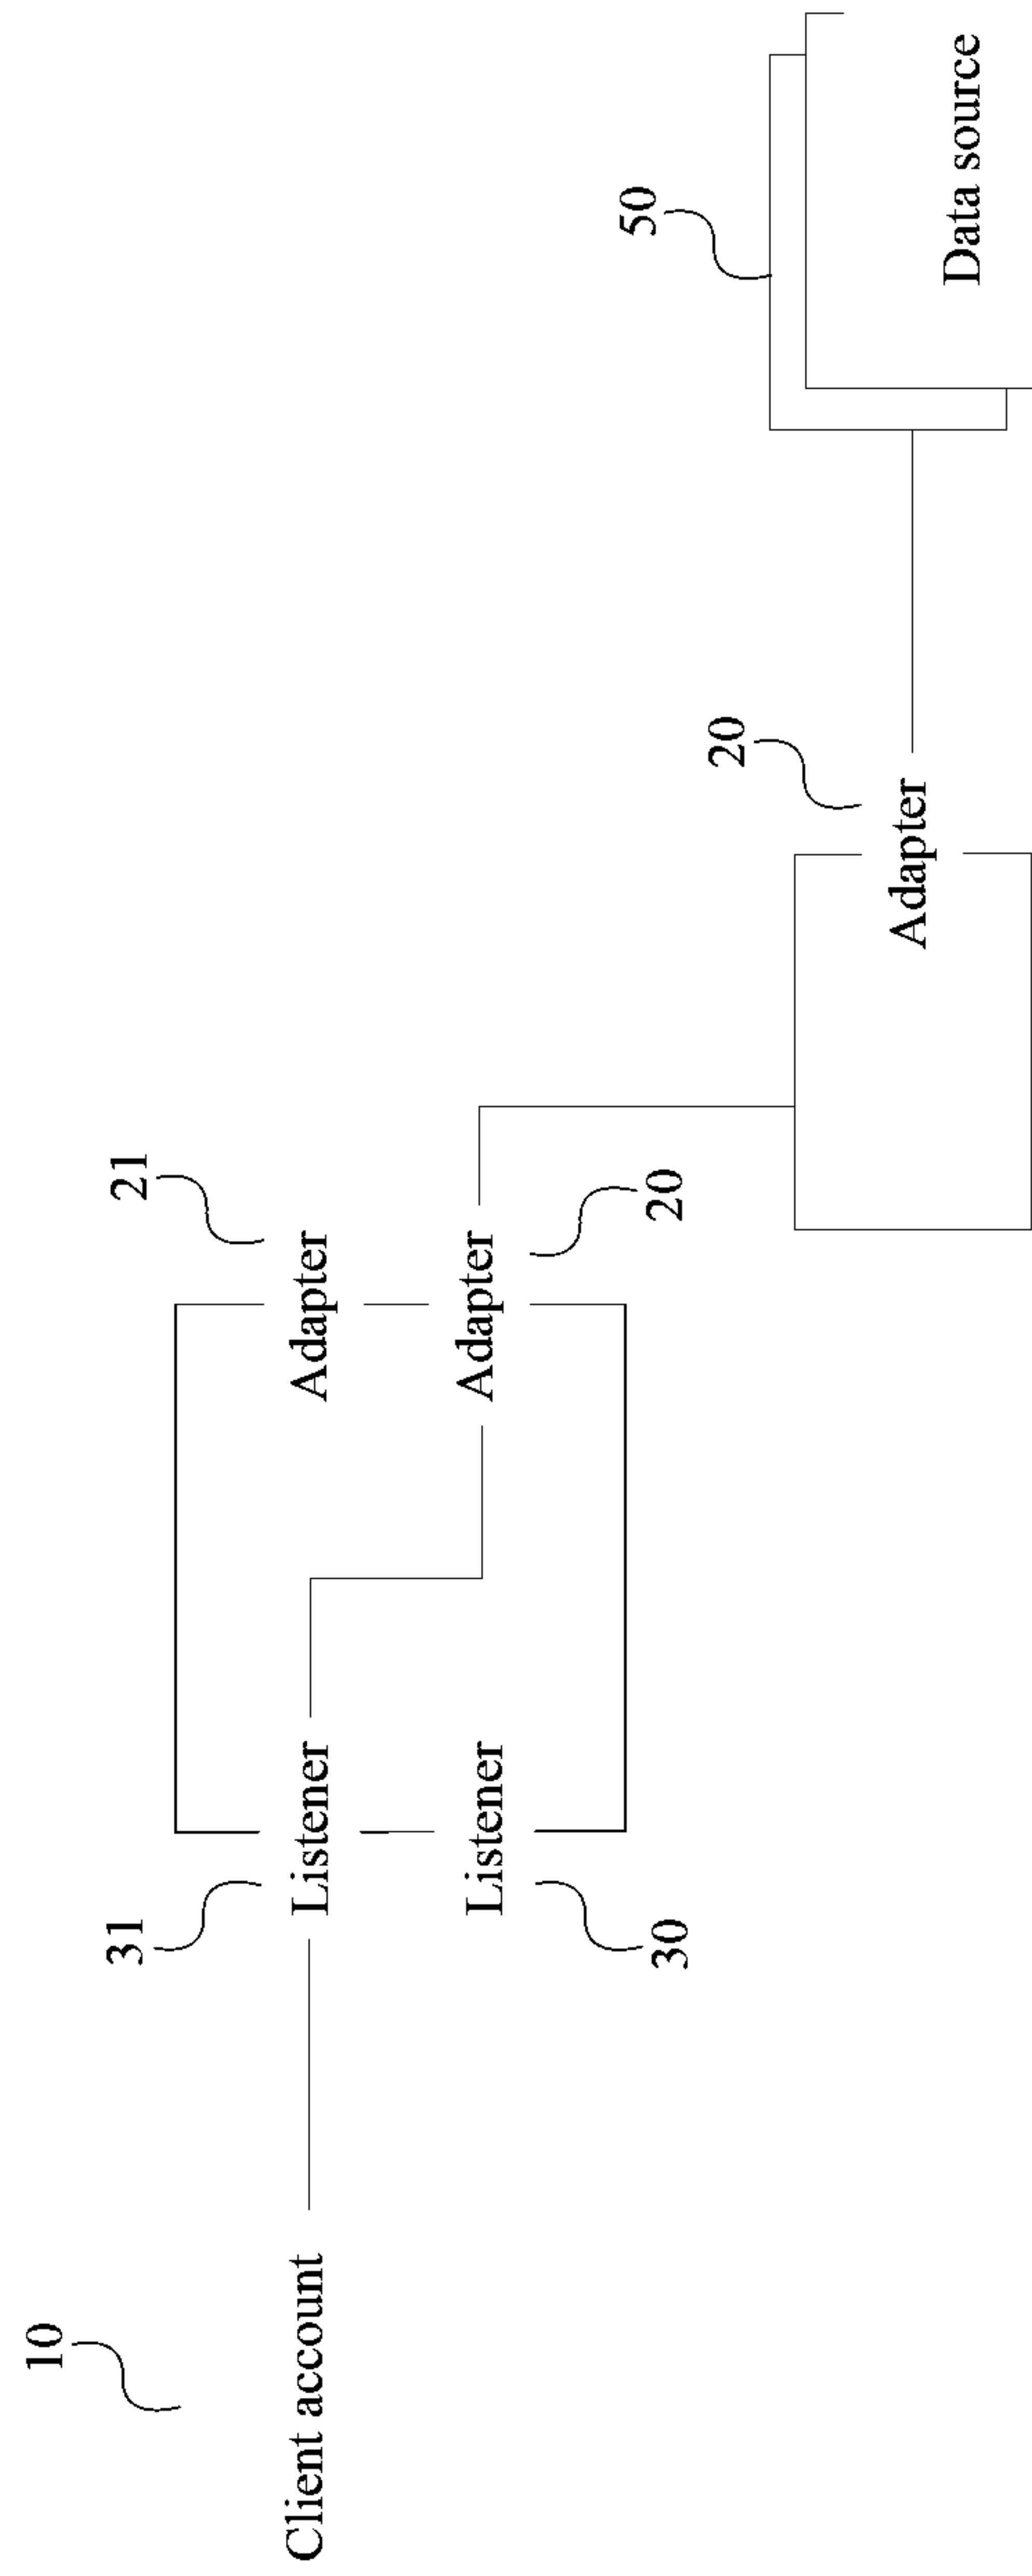 10
Client account
31
Listener
Listener
30
21
Adapter
Adapter
20
20
Adapter
50
Data source